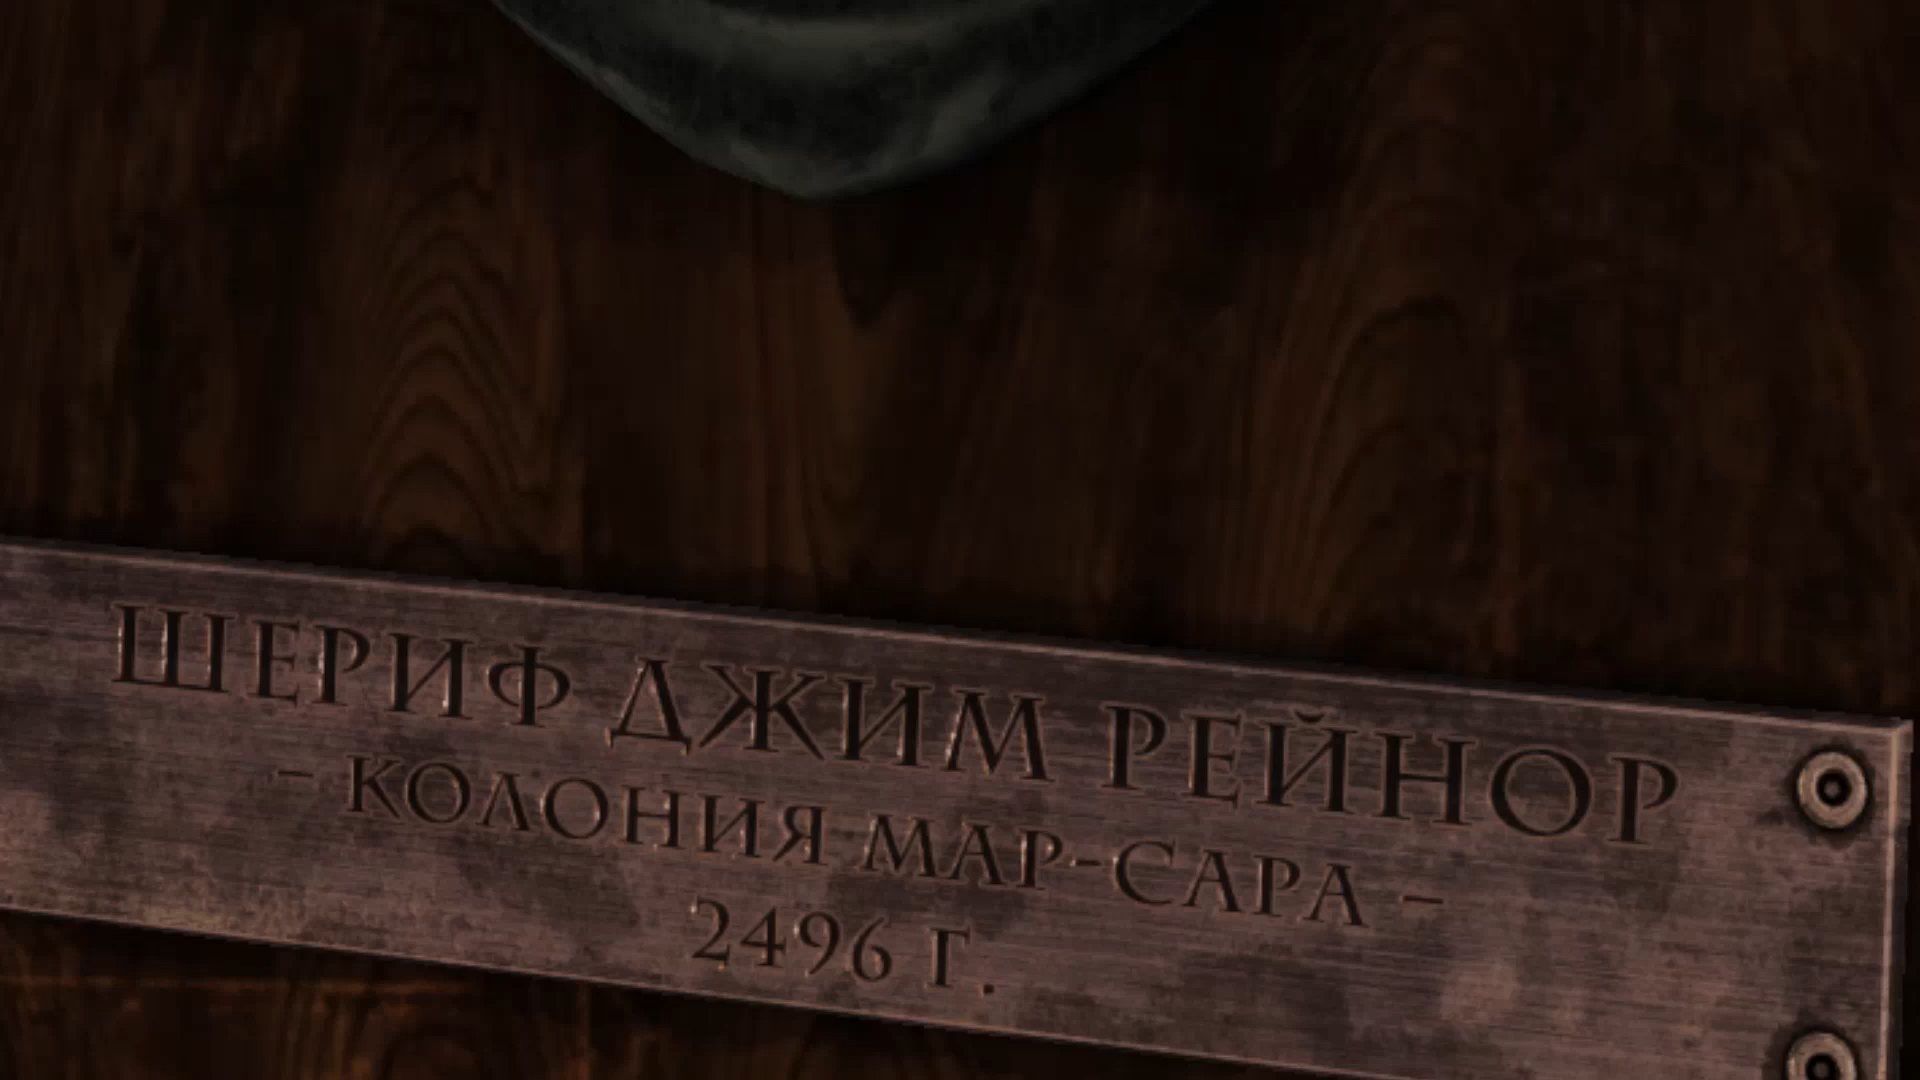 ШЕРИФ ДЖИМ РЕЙНОР
– КОЛОНИЯ МАР-САРА –
2496 Г.